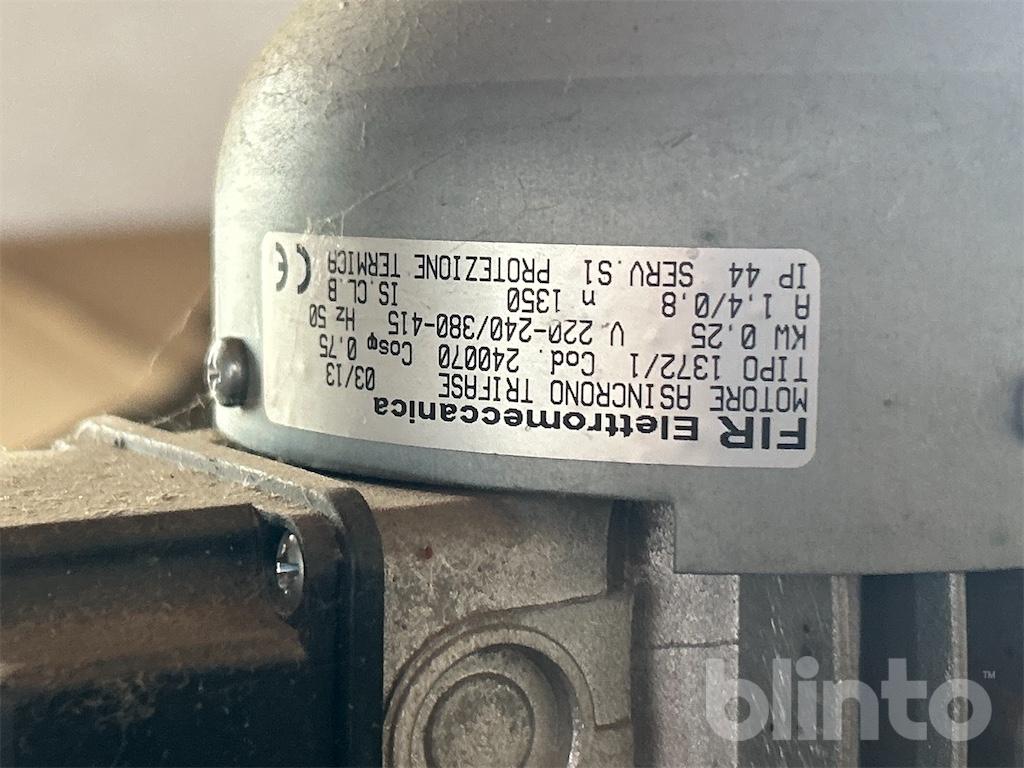 FIR Elettromeccanica
MOTORE ASINCRONO TRIFASE 03/13
TIPO 1372/1 Cod. 240070 Cosφ 0,75
KW 0,25 V. 220-240/380-415 Hz 50
A 1,4/0,8 n 1350 IS.CL.B
IP 44 SERV.S1 PROTEZIONE TERMICA CE
blinto™